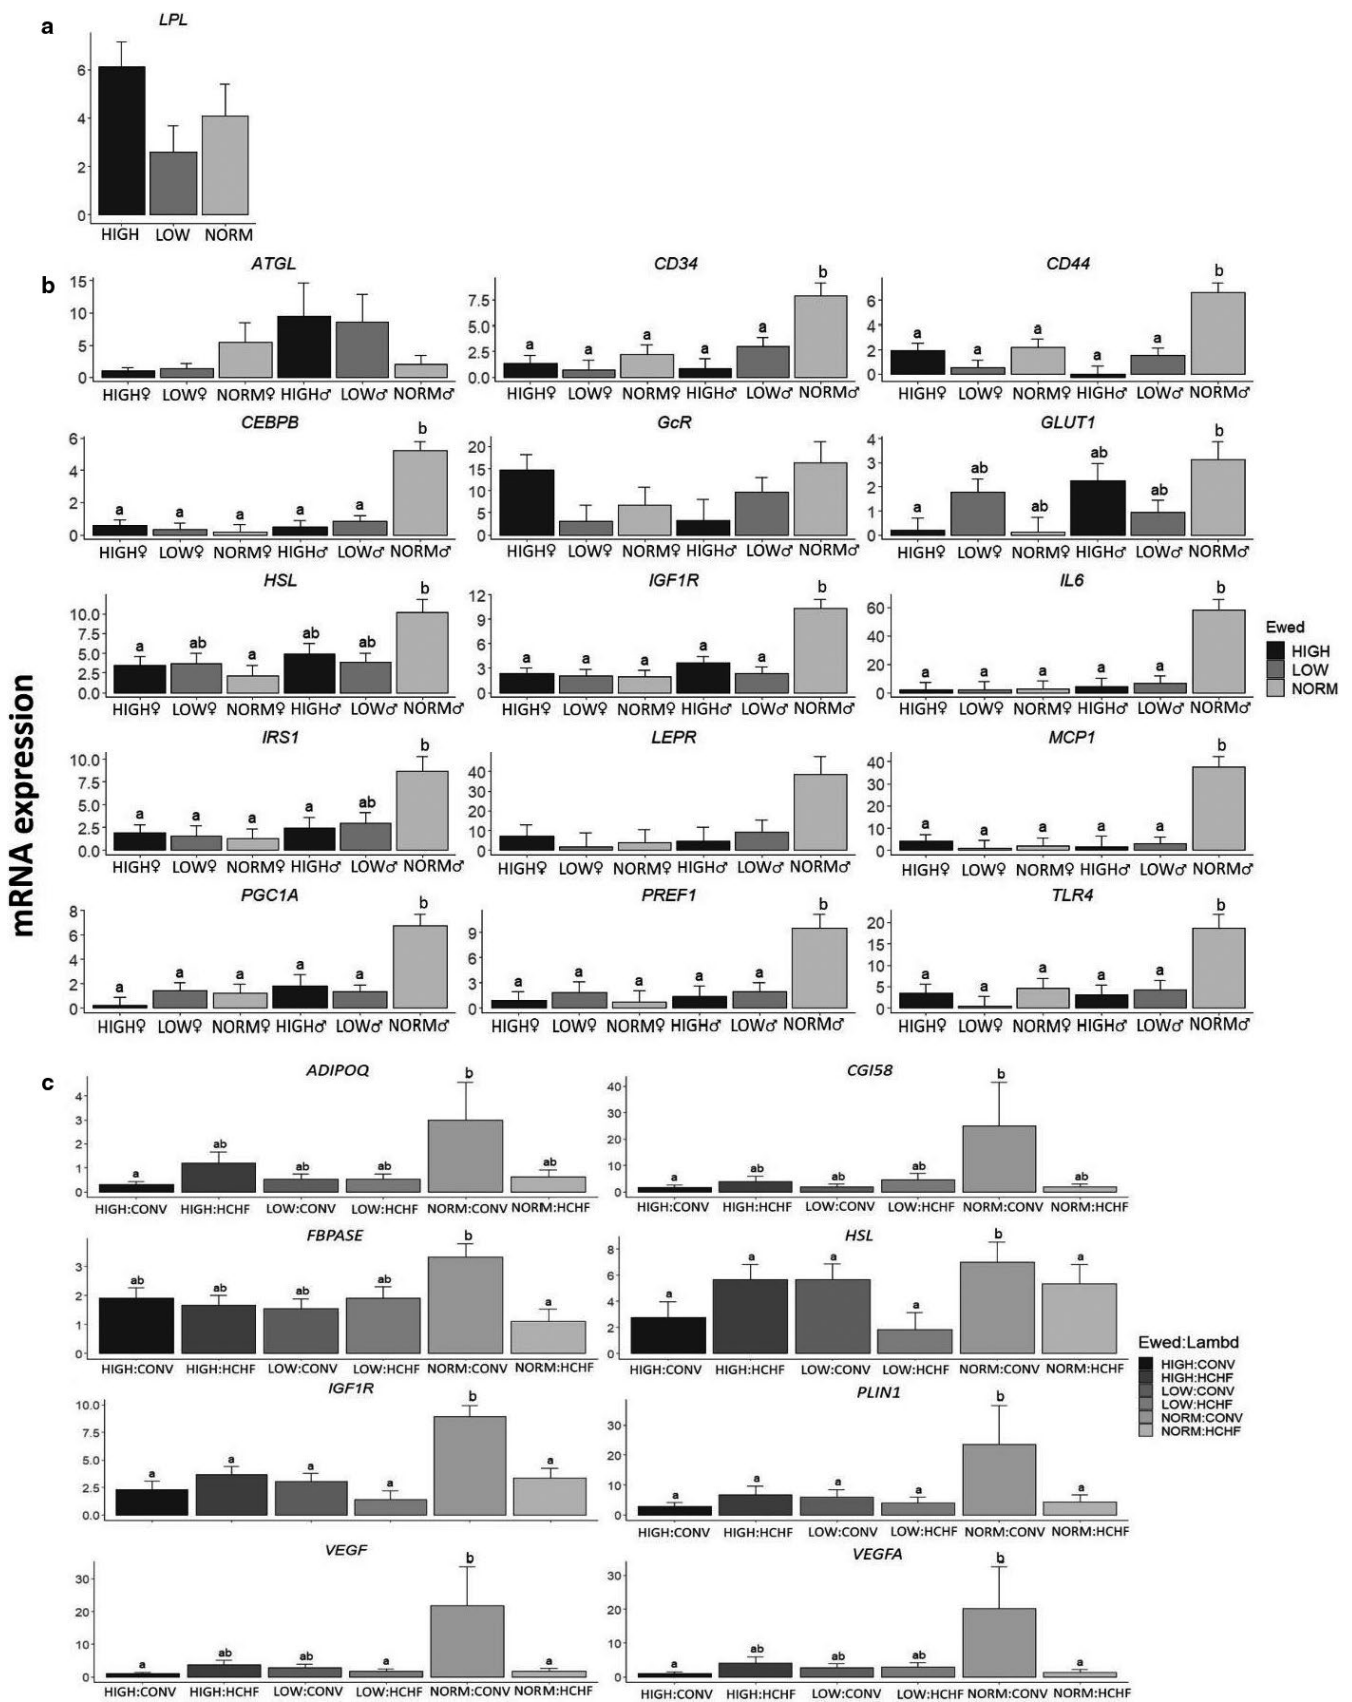 a
LPL
6
4
2
0
HIGH LOW NORM
b
ATGL CD34 CD44
15
10
5
0
7.5
5.0
2.5
0.0
6
4
2
0
a a a a a b
a a a a a b
HIGH♀ LOW♀ NORM♀ HIGH♂ LOW♂ NORM♂
HIGH♀ LOW♀ NORM♀ HIGH♂ LOW♂ NORM♂
HIGH♀ LOW♀ NORM♀ HIGH♂ LOW♂ NORM♂
CEBPB GcR GLUT1
6
4
2
0
20
15
10
5
0
4
3
2
1
0
a a a a a b
a ab ab ab ab b
HIGH♀ LOW♀ NORM♀ HIGH♂ LOW♂ NORM♂
HIGH♀ LOW♀ NORM♀ HIGH♂ LOW♂ NORM♂
HIGH♀ LOW♀ NORM♀ HIGH♂ LOW♂ NORM♂
HSL IGF1R IL6
10.0
7.5
5.0
2.5
0.0
12
9
6
3
0
60
40
20
0
a ab a ab ab b
a a a a a b
a a a a a b
HIGH♀ LOW♀ NORM♀ HIGH♂ LOW♂ NORM♂
HIGH♀ LOW♀ NORM♀ HIGH♂ LOW♂ NORM♂
HIGH♀ LOW♀ NORM♀ HIGH♂ LOW♂ NORM♂
Ewed
HIGH
LOW
NORM
mRNA expression
IRS1 LEPR MCP1
10.0
7.5
5.0
2.5
0.0
40
30
20
10
0
40
30
20
10
0
a a a a ab b
a a a a a b
HIGH♀ LOW♀ NORM♀ HIGH♂ LOW♂ NORM♂
HIGH♀ LOW♀ NORM♀ HIGH♂ LOW♂ NORM♂
HIGH♀ LOW♀ NORM♀ HIGH♂ LOW♂ NORM♂
PGC1A PREF1 TLR4
8
6
4
2
0
9
6
3
0
20
15
10
5
0
a a a a a b
a a a a a b
a a a a a b
HIGH♀ LOW♀ NORM♀ HIGH♂ LOW♂ NORM♂
HIGH♀ LOW♀ NORM♀ HIGH♂ LOW♂ NORM♂
HIGH♀ LOW♀ NORM♀ HIGH♂ LOW♂ NORM♂
c
ADIPOQ CGI58
4
3
2
1
0
40
30
20
10
0
a ab ab ab b ab
a ab ab ab b ab
HIGH:CONV HIGH:HCHF LOW:CONV LOW:HCHF NORM:CONV NORM:HCHF
HIGH:CONV HIGH:HCHF LOW:CONV LOW:HCHF NORM:CONV NORM:HCHF
FBPASE HSL
3
2
1
0
8
6
4
2
0
ab ab ab ab b a
a a a a b a
HIGH:CONV HIGH:HCHF LOW:CONV LOW:HCHF NORM:CONV NORM:HCHF
HIGH:CONV HIGH:HCHF LOW:CONV LOW:HCHF NORM:CONV NORM:HCHF
Ewed:Lambd
HIGH:CONV
HIGH:HCHF
LOW:CONV
LOW:HCHF
NORM:CONV
NORM:HCHF
IGF1R PLIN1
10.0
7.5
5.0
2.5
0.0
30
20
10
0
a a a a b a
a a a a b a
HIGH:CONV HIGH:HCHF LOW:CONV LOW:HCHF NORM:CONV NORM:HCHF
VEGF VEGFA
30
20
10
0
30
20
10
0
a ab ab a b a
a ab ab ab b a
HIGH:CONV HIGH:HCHF LOW:CONV LOW:HCHF NORM:CONV NORM:HCHF
HIGH:CONV HIGH:HCHF LOW:CONV LOW:HCHF NORM:CONV NORM:HCHF